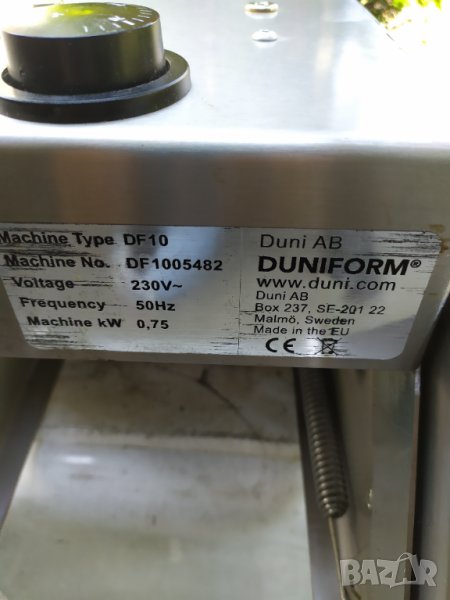 Machine Type DF10
Machine No. DF1005482
Voltage 230V~
Frequency 50Hz
Machine kW 0,75
Duni AB
DUNIFORM®
www.duni.com
Duni AB
Box 237, SE-201 22
Malmö, Sweden
Made in the EU
CE
BAZAR